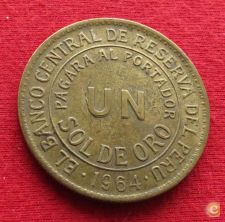 EL BANCO CENTRAL DE RESERVA DEL PERU
PAGARA AL PORTADOR
UN
SOL DE ORO
· 1964 ·